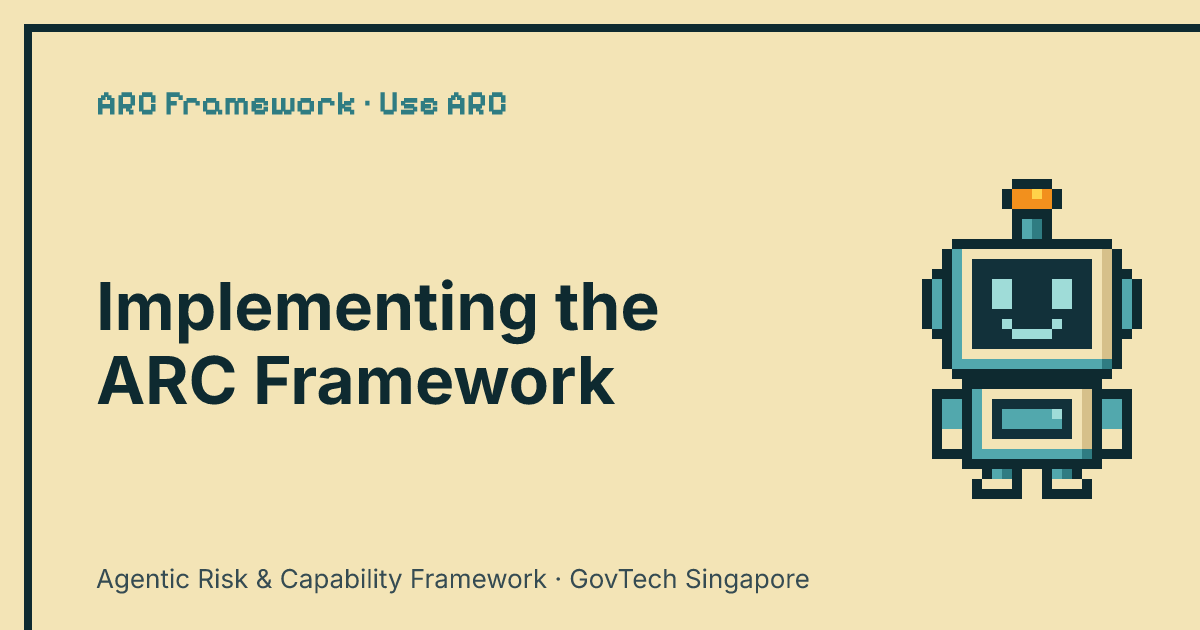 ARC Framework · Use ARC
Implementing the
ARC Framework
Agentic Risk & Capability Framework · GovTech Singapore